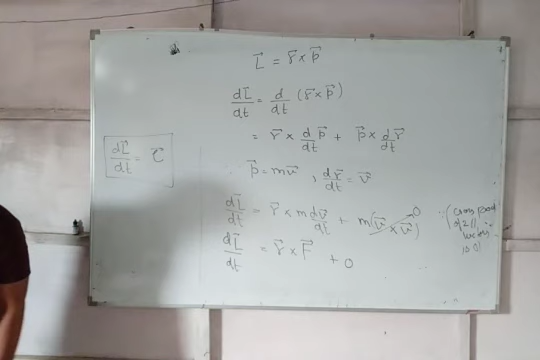 L⃗ = r⃗ × p⃗
dL⃗/dt = d/dt (r⃗ × p⃗)
= r⃗ × d/dt p⃗ + p⃗ × dr⃗/dt
p⃗ = mv⃗ , dr⃗/dt = v⃗
dL⃗/dt = r⃗ × m dv⃗/dt + m(v⃗ × v⃗) 0
dL⃗/dt = r⃗ × F⃗ + 0
dL⃗/dt = τ⃗
∵ ( cross prod
of 2 //
vectors
is 0)